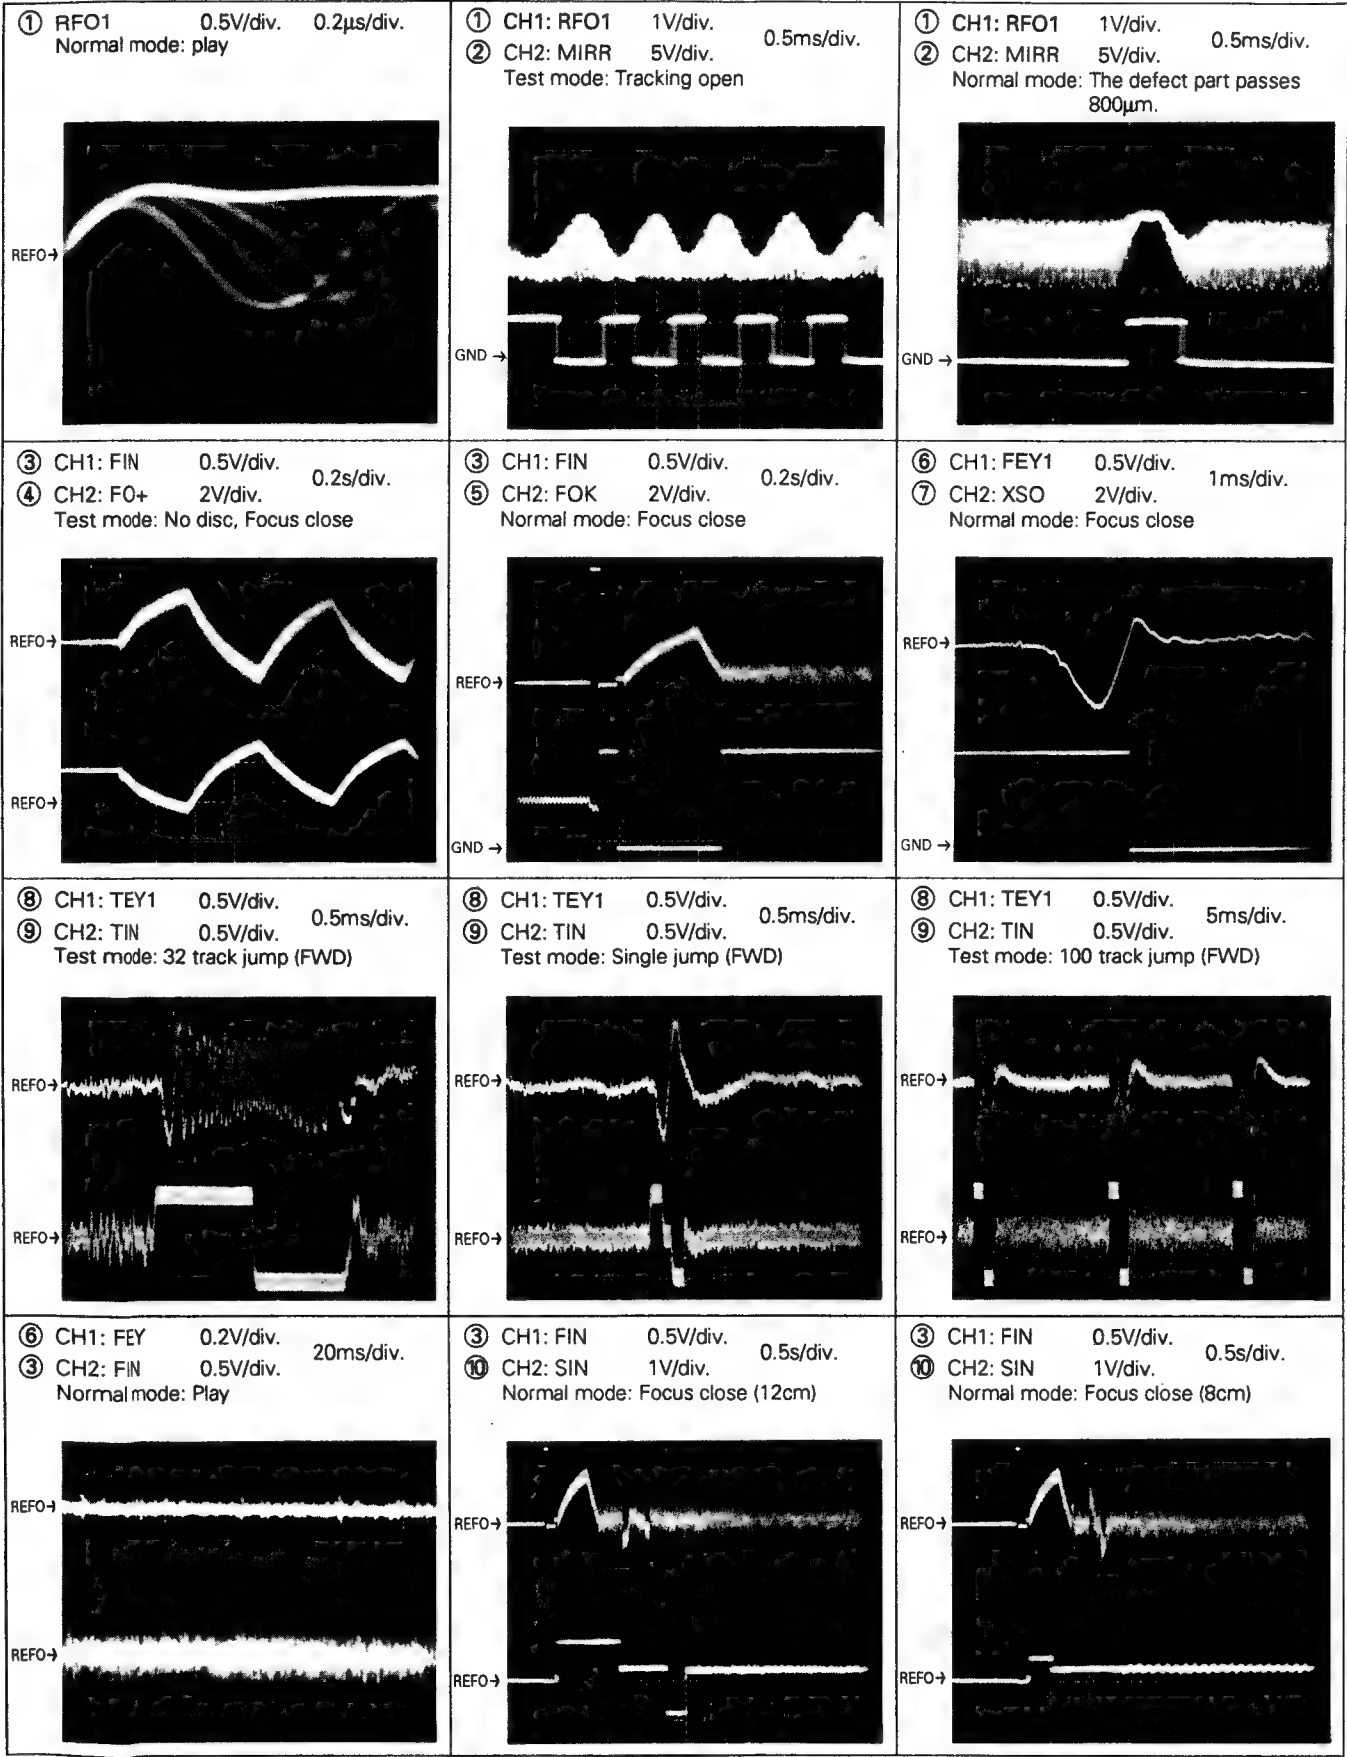 ① RFO1 0.5V/div. 0.2µs/div.
Normal mode: play
REFO→
① CH1: RFO1 1V/div. 0.5ms/div.
② CH2: MIRR 5V/div.
Test mode: Tracking open
GND →
① CH1: RFO1 1V/div. 0.5ms/div.
② CH2: MIRR 5V/div.
Normal mode: The defect part passes
800µm.
GND →
③ CH1: FIN 0.5V/div. 0.2s/div.
④ CH2: FO+ 2V/div.
Test mode: No disc, Focus close
REFO→
REFO→
③ CH1: FIN 0.5V/div. 0.2s/div.
⑤ CH2: FOK 2V/div.
Normal mode: Focus close
REFO→
GND →
⑥ CH1: FEY1 0.5V/div. 1ms/div.
⑦ CH2: XSO 2V/div.
Normal mode: Focus close
REFO→
GND →
⑧ CH1: TEY1 0.5V/div. 0.5ms/div.
⑨ CH2: TIN 0.5V/div.
Test mode: 32 track jump (FWD)
REFO→
REFO→
⑧ CH1: TEY1 0.5V/div. 0.5ms/div.
⑨ CH2: TIN 0.5V/div.
Test mode: Single jump (FWD)
REFO→
REFO→
⑧ CH1: TEY1 0.5V/div. 5ms/div.
⑨ CH2: TIN 0.5V/div.
Test mode: 100 track jump (FWD)
REFO→
REFO→
⑥ CH1: FEY 0.2V/div. 20ms/div.
③ CH2: FIN 0.5V/div.
Normal mode: Play
REFO→
REFO→
③ CH1: FIN 0.5V/div. 0.5s/div.
⑩ CH2: SIN 1V/div.
Normal mode: Focus close (12cm)
REFO→
REFO→
③ CH1: FIN 0.5V/div. 0.5s/div.
⑩ CH2: SIN 1V/div.
Normal mode: Focus close (8cm)
REFO→
REFO→